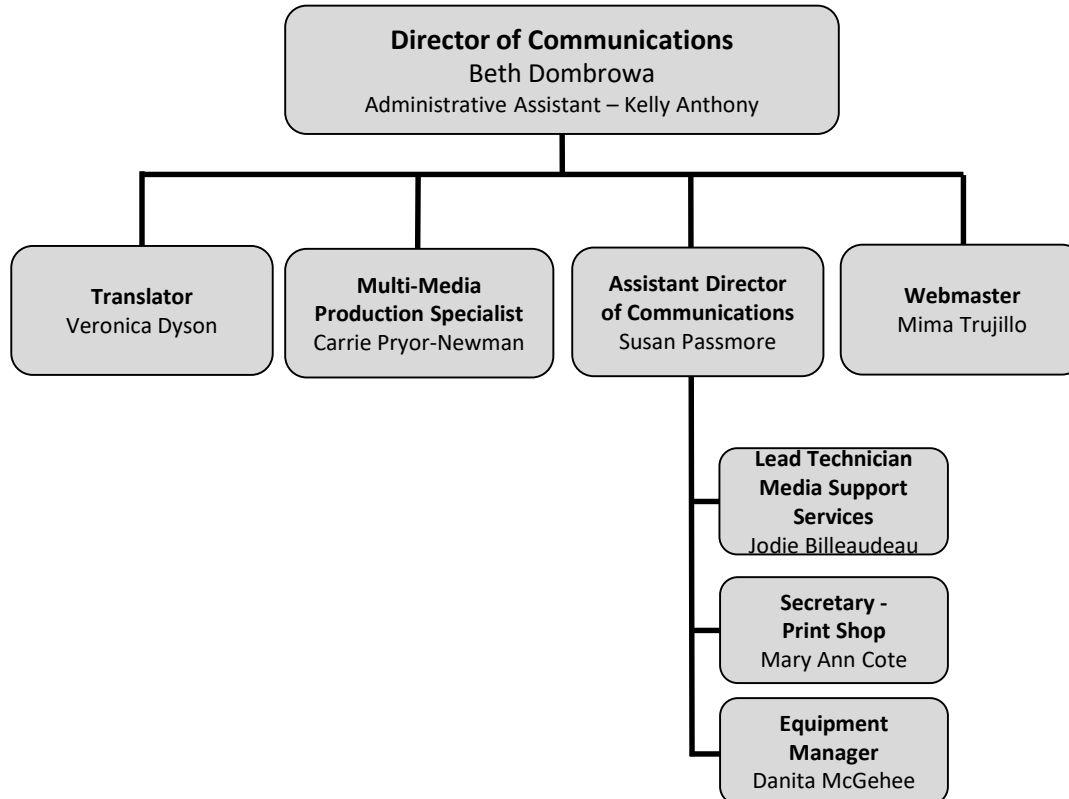 Director of Communications
Beth Dombrowa
Administrative Assistant – Kelly Anthony
Translator
Veronica Dyson
Multi-Media
Production Specialist
Carrie Pryor-Newman
Assistant Director
of Communications
Susan Passmore
Webmaster
Mima Trujillo
Lead Technician
Media Support
Services
Jodie Billeaudeau
Secretary -
Print Shop
Mary Ann Cote
Equipment
Manager
Danita McGehee